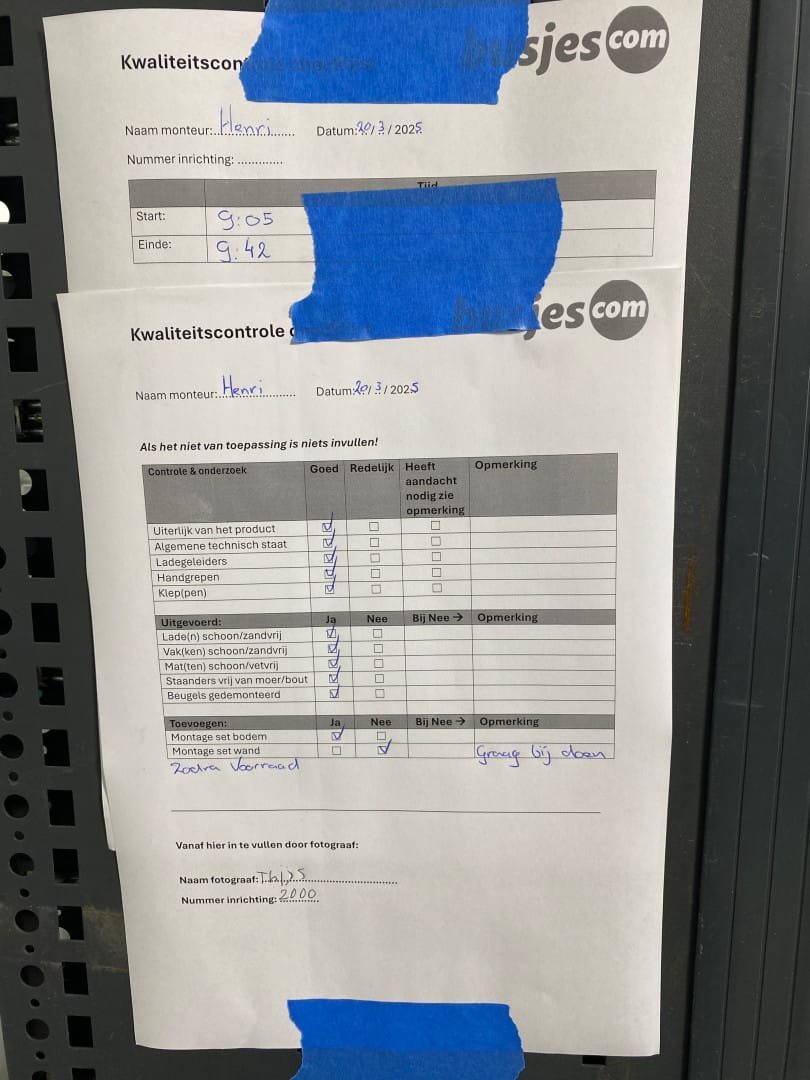 busjes com
Kwaliteitscontrole checklijst
Naam monteur: Henri Datum: 20/3/2025
Nummer inrichting: .............
Tijd
Start: 9:05
Einde: 9:42
busjes com
Kwaliteitscontrole
Naam monteur: Henri Datum: 20/3/2025
Als het niet van toepassing is niets invullen!
Controle & onderzoek Goed Redelijk Heeft aandacht nodig zie opmerking Opmerking
Uiterlijk van het product ☑ ☐ ☐
Algemene technisch staat ☑ ☐ ☐
Ladegeleiders ☑ ☐ ☐
Handgrepen ☑ ☐ ☐
Klep(pen) ☑ ☐ ☐
Uitgevoerd: Ja Nee Bij Nee → Opmerking
Lade(n) schoon/zandvrij ☑ ☐
Vak(ken) schoon/zandvrij ☑ ☐
Mat(ten) schoon/vetvrij ☑ ☐
Staanders vrij van moer/bout ☑ ☐
Beugels gedemonteerd ☑ ☐
Toevoegen: Ja Nee Bij Nee → Opmerking
Montage set bodem ☑ ☐
Montage set wand ☐ ☑ Graag bij doen
Zodra Voorraad
Vanaf hier in te vullen door fotograaf:
Naam fotograaf: Thijs
Nummer inrichting: 2000